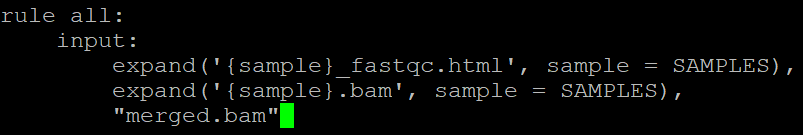 rule all:
    input:
        expand('{sample}_fastqc.html', sample = SAMPLES),
        expand('{sample}.bam', sample = SAMPLES),
        "merged.bam"